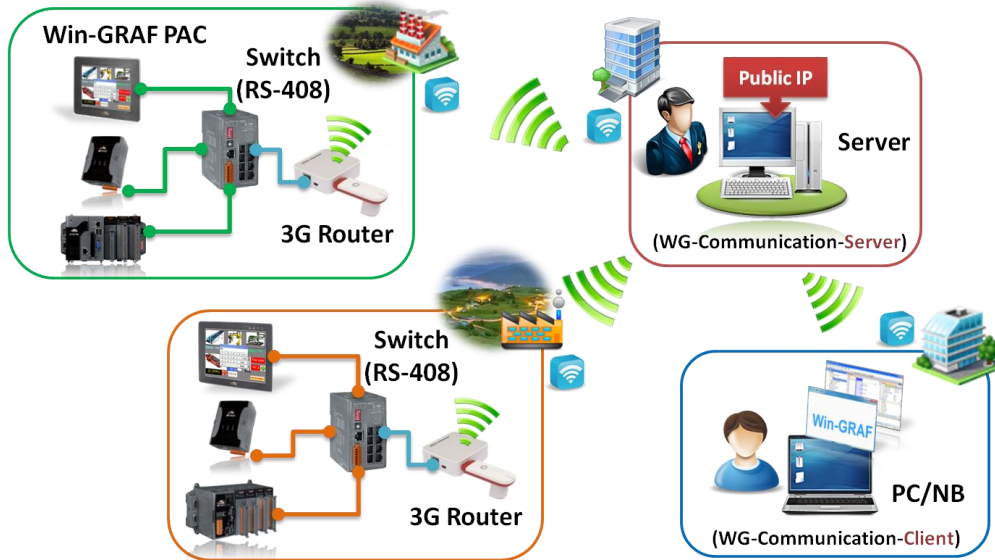 Win-GRAF PAC
Switch
(RS-408)
3G Router
Public IP
Server
(WG-Communication-Server)
Switch
(RS-408)
3G Router
Win-GRAF
PC/NB
(WG-Communication-Client)